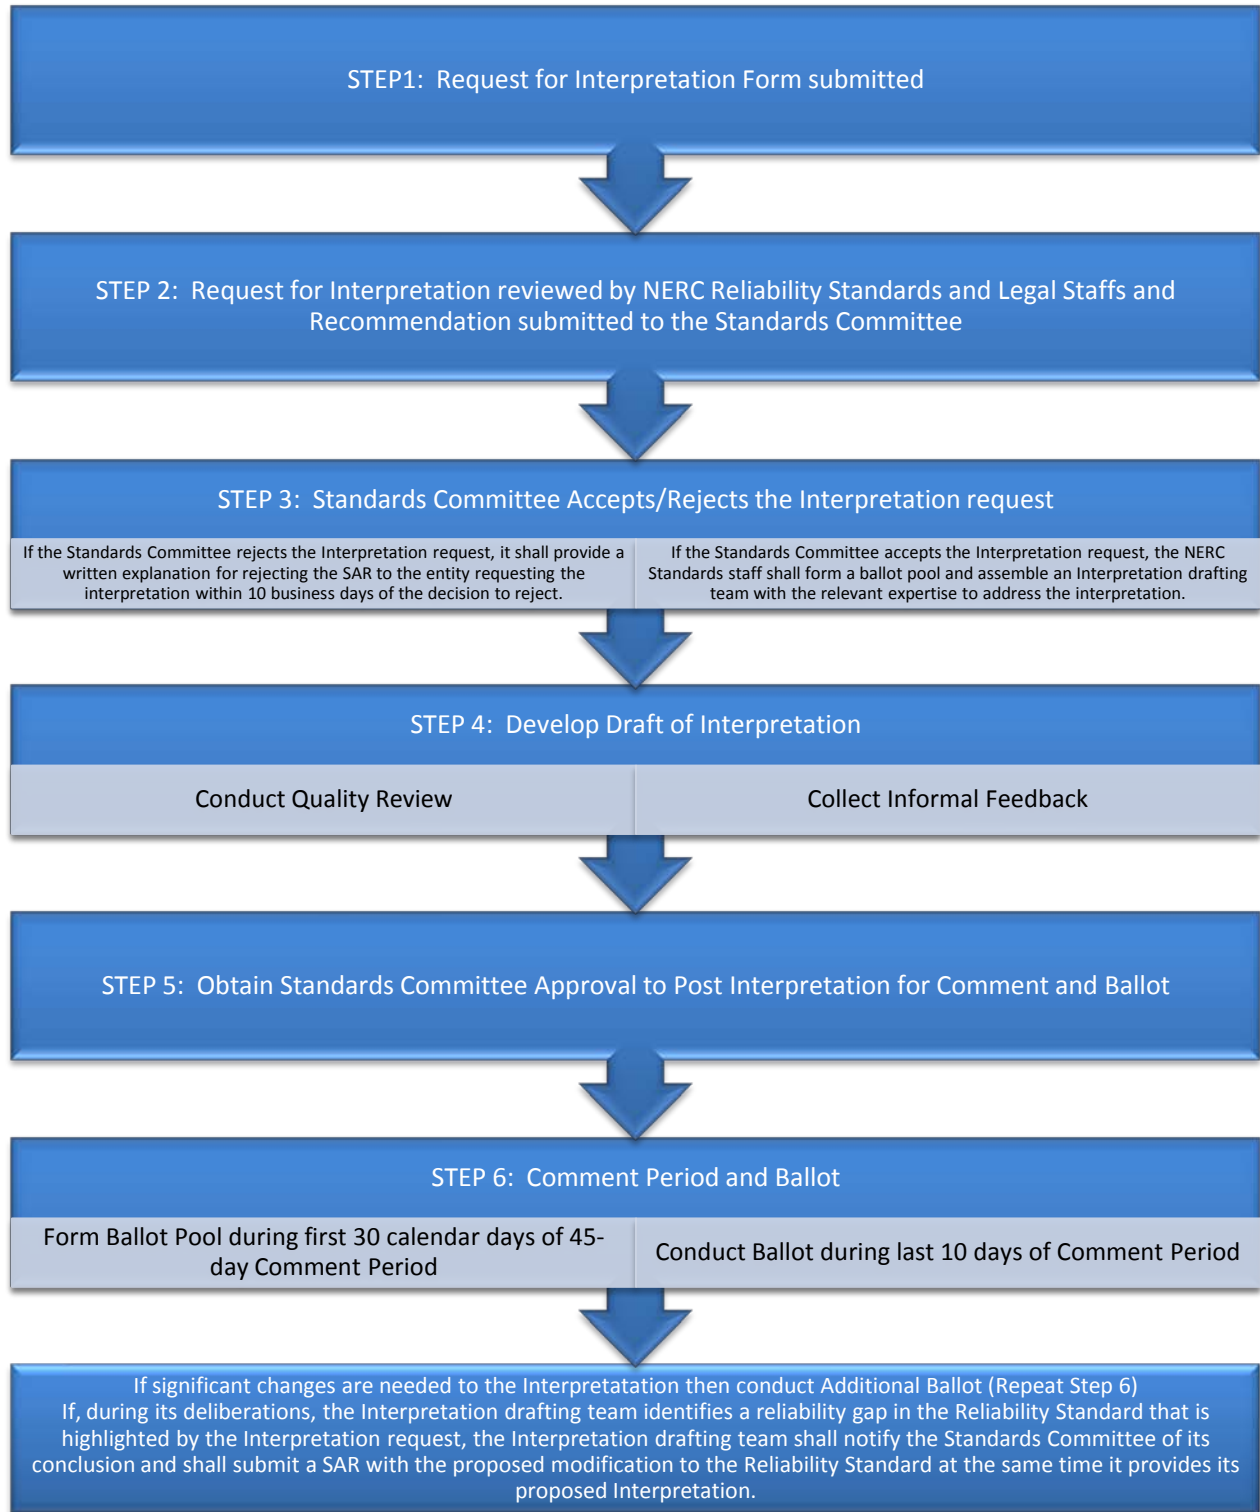 STEP1:  Request for Interpretation Form submitted
STEP 2:  Request for Interpretation reviewed by NERC Reliability Standards and Legal Staffs and
Recommendation submitted to the Standards Committee
STEP 3:  Standards Committee Accepts/Rejects the Interpretation request
If the Standards Committee rejects the Interpretation request, it shall provide a
written explanation for rejecting the SAR to the entity requesting the
interpretation within 10 business days of the decision to reject.
If the Standards Committee accepts the Interpretation request, the NERC
Standards staff shall form a ballot pool and assemble an Interpretation drafting
team with the relevant expertise to address the interpretation.
STEP 4:  Develop Draft of Interpretation
Conduct Quality Review
Collect Informal Feedback
STEP 5:  Obtain Standards Committee Approval to Post Interpretation for Comment and Ballot
STEP 6:  Comment Period and Ballot
Form Ballot Pool during first 30 calendar days of 45-
day Comment Period
Conduct Ballot during last 10 days of Comment Period
If significant changes are needed to the Interpretatation then conduct Additional Ballot (Repeat Step 6)
If, during its deliberations, the Interpretation drafting team identifies a reliability gap in the Reliability Standard that is
highlighted by the Interpretation request, the Interpretation drafting team shall notify the Standards Committee of its
conclusion and shall submit a SAR with the proposed modification to the Reliability Standard at the same time it provides its
proposed Interpretation.